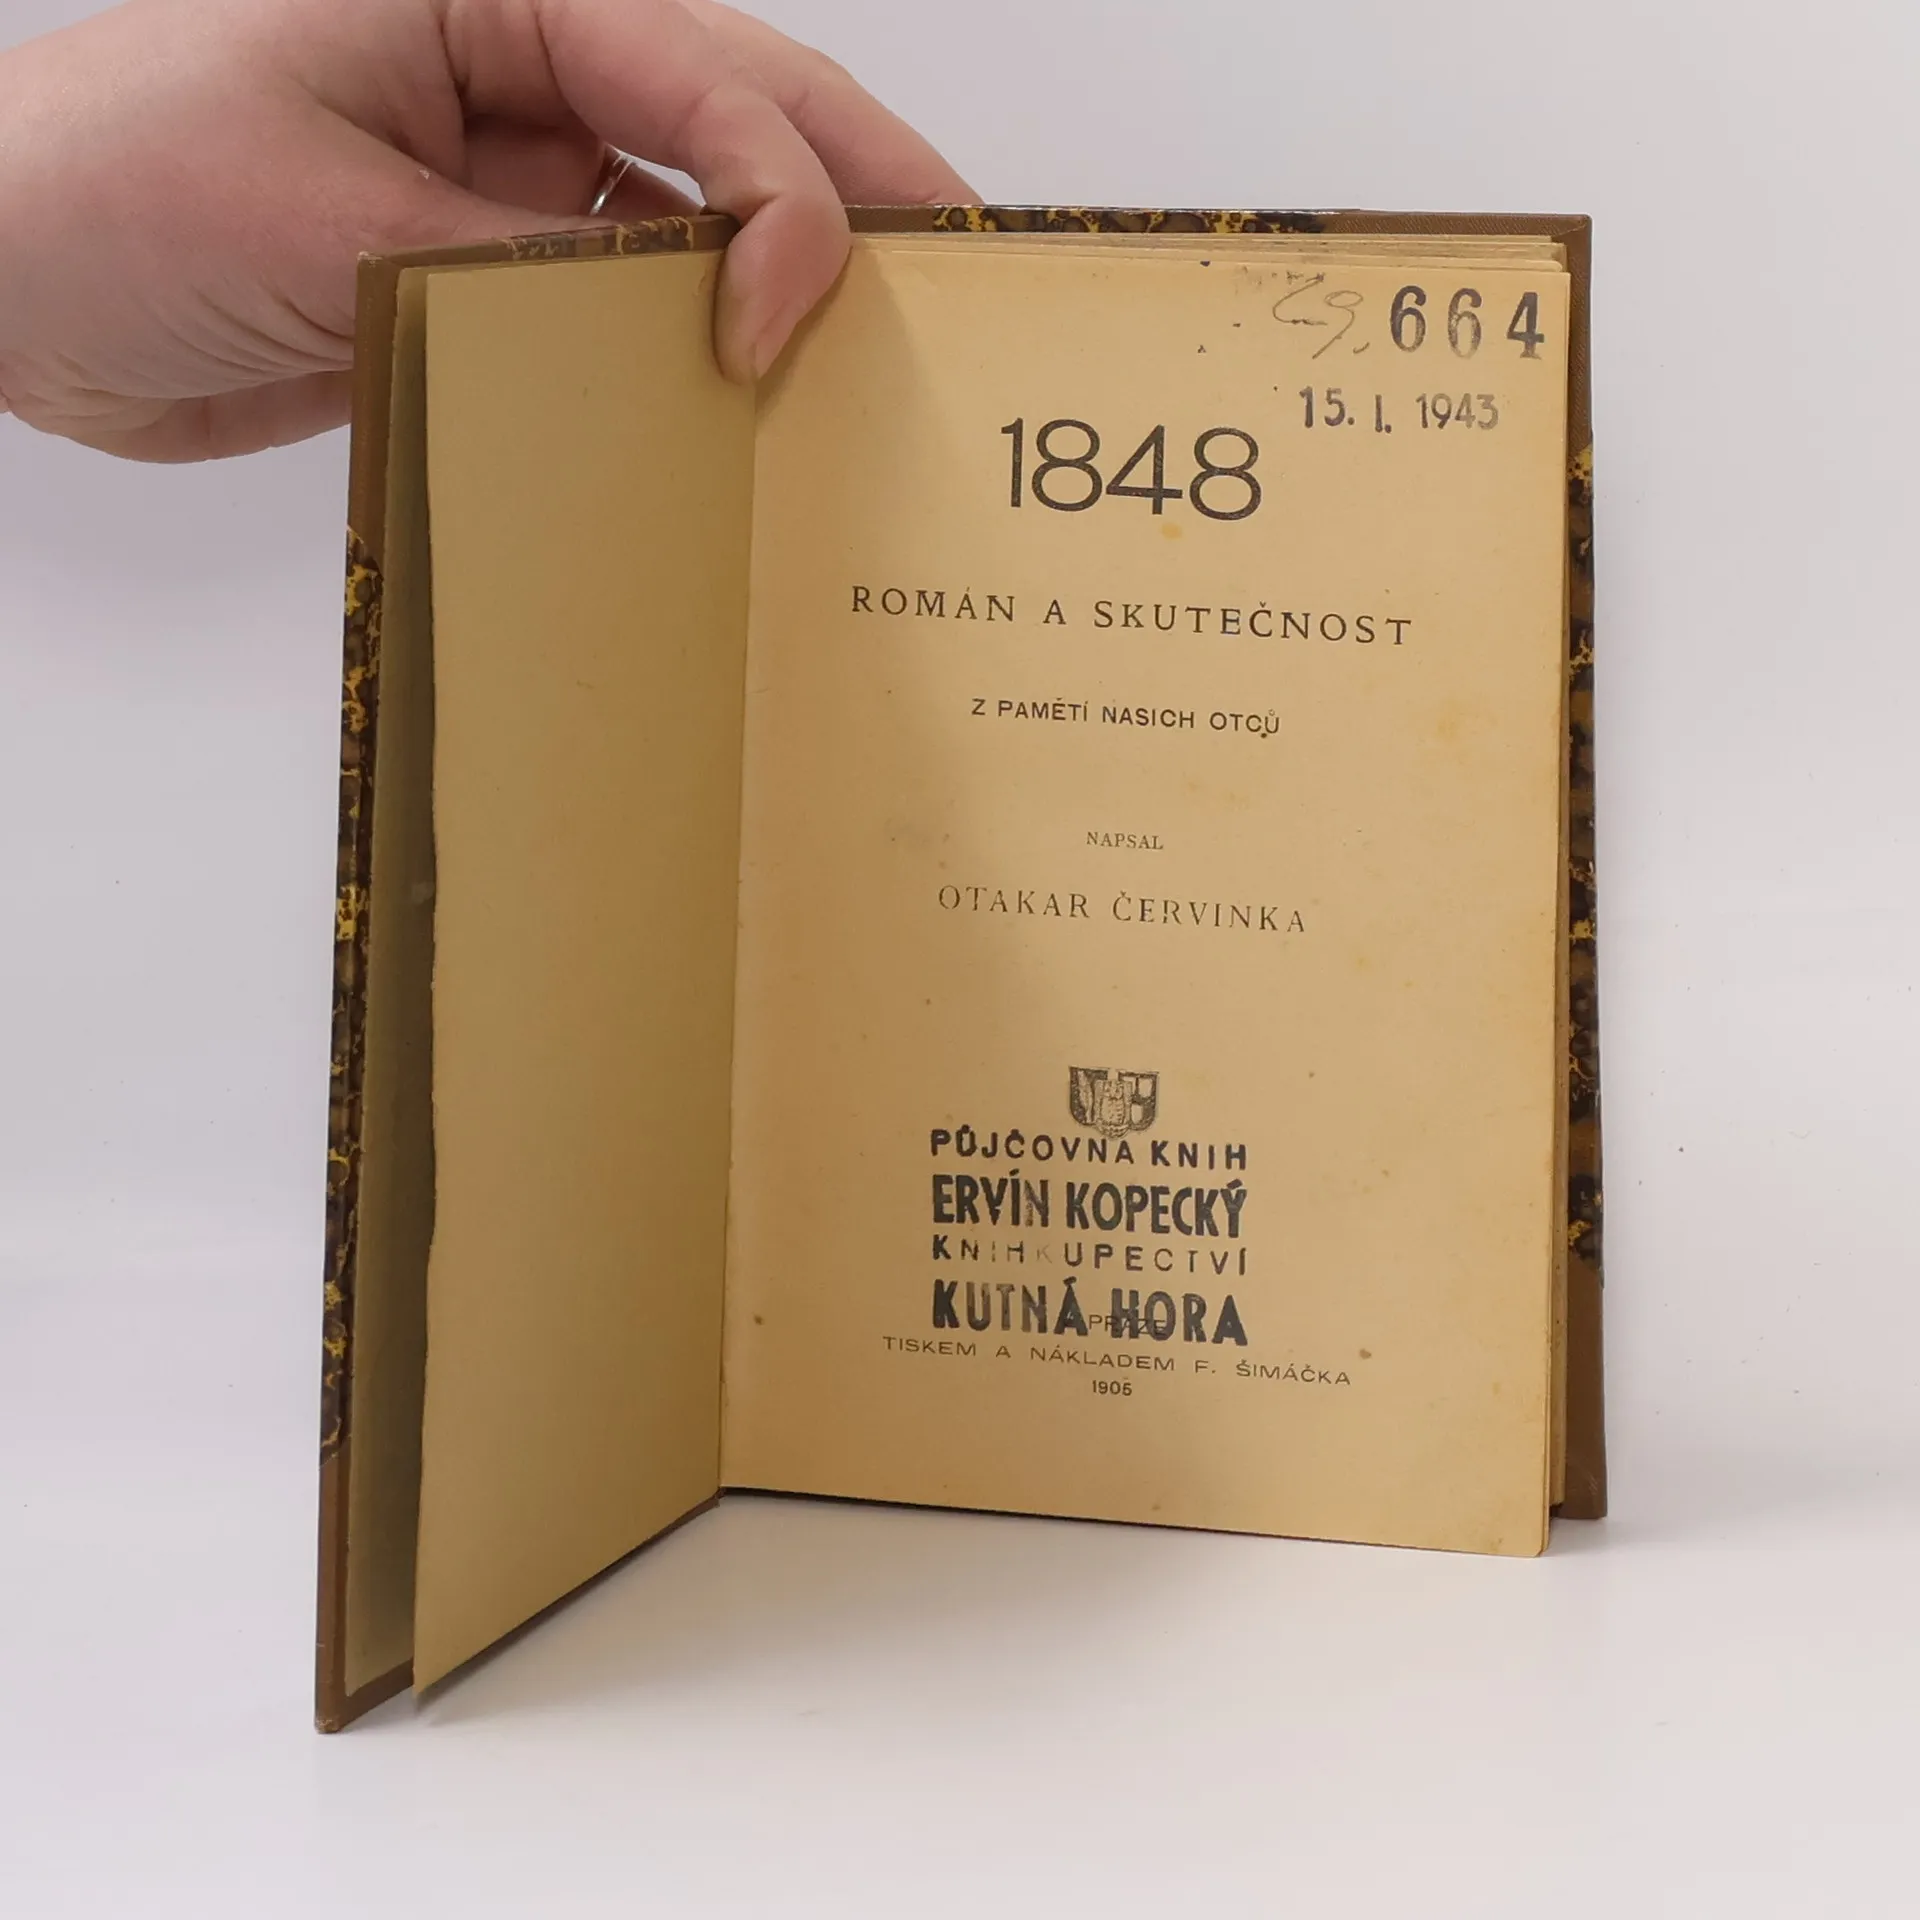 664
15. I. 1943
1848
ROMÁN A SKUTEČNOST
Z PAMĚTÍ NASICH OTCŮ
NAPSAL
OTAKAR ČERVINKA
PŮJČOVNA KNIH
ERVÍN KOPECKÝ
KNIHKUPECTVÍ
KUTNÁ HORA
PRAZE
TISKEM A NÁKLADEM F. ŠIMÁČKA
1905